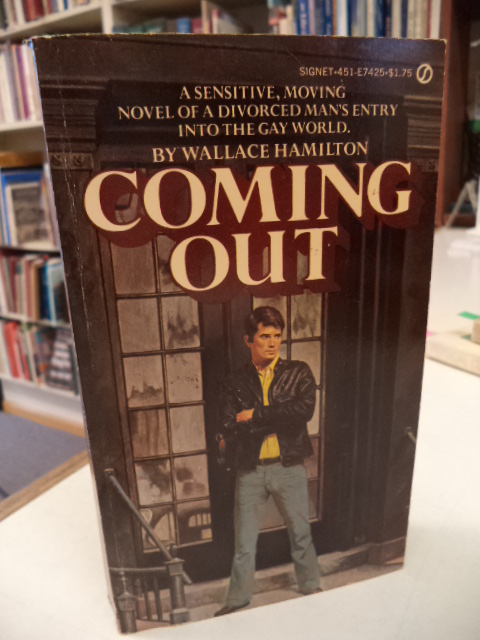 SIGNET·451-E7425·$1.75
A SENSITIVE, MOVING
NOVEL OF A DIVORCED MAN'S ENTRY
INTO THE GAY WORLD.
BY WALLACE HAMILTON
COMING
OUT